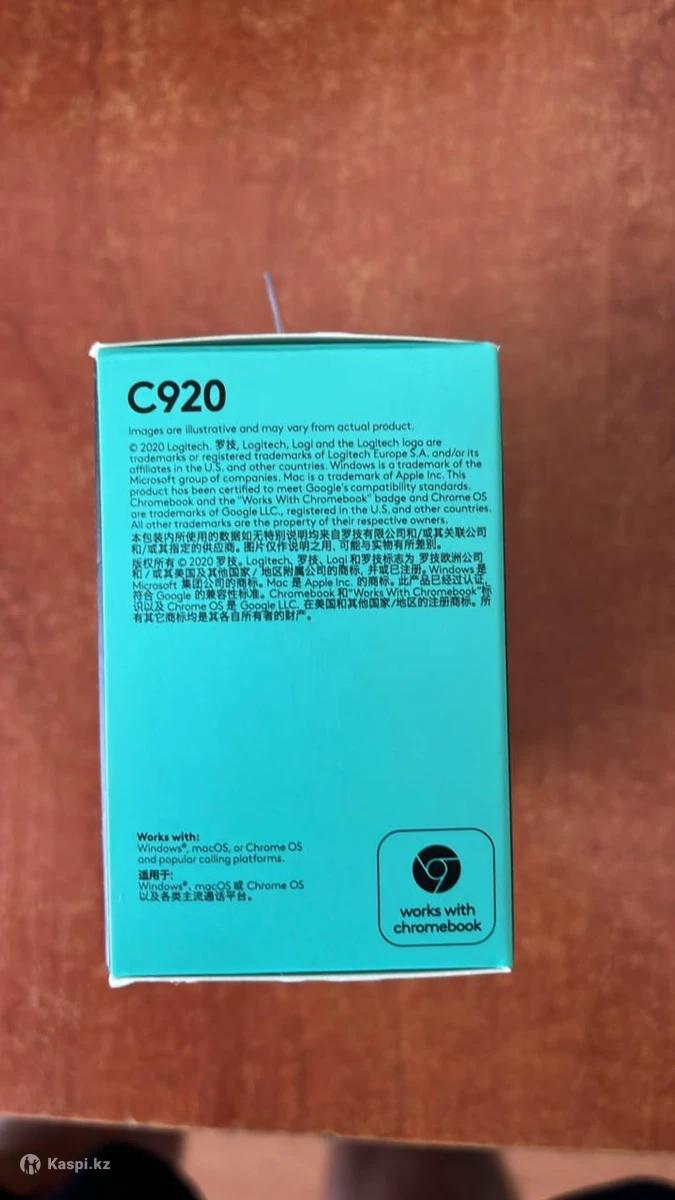 C920
Images are illustrative and may vary from actual product.
© 2020 Logitech. 罗技, Logitech, Logi and the Logitech logo are
trademarks or registered trademarks of Logitech Europe S.A. and/or its
affiliates in the U.S. and other countries. Windows is a trademark of the
Microsoft group of companies. Mac is a trademark of Apple Inc. This
product has been certified to meet Google's compatibility standards.
Chromebook and the "Works With Chromebook" badge and Chrome OS
are trademarks of Google LLC., registered in the U.S. and other countries.
All other trademarks are the property of their respective owners.
本包装内所使用的数据如无特别说明均来自罗技有限公司和/或其关联公司
和/或其指定的供应商。图片仅作说明之用, 可能与实物有所差别。
版权所有 © 2020 罗技。Logitech、罗技、Logi 和罗技标志为 罗技欧洲公司
和 / 或其美国及其他国家 / 地区附属公司的商标, 并或已注册。Windows 是
Microsoft 集团公司的商标。Mac 是 Apple Inc. 的商标。此产品已经过认证,
符合 Google 的兼容性标准。Chromebook 和"Works With Chromebook"标
识以及 Chrome OS 是 Google LLC. 在美国和其他国家/地区的注册商标。所
有其它商标均是其各自所有者的财产。
Works with:
Windows®, macOS, or Chrome OS
and popular calling platforms.
适用于:
Windows®、macOS 或 Chrome OS
以及各类主流通话平台。
works with
chromebook
Kaspi.kz